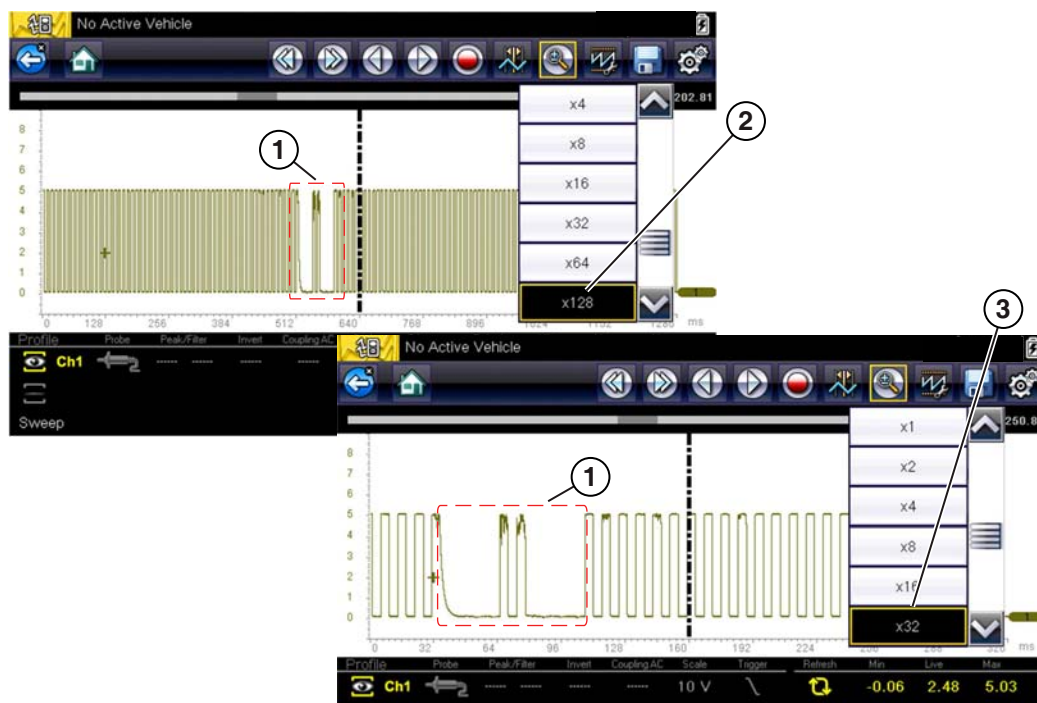 No Active Vehicle
202.81
x4
x8
x16
x32
x64
x128
1
2
8
7
6
5
4
3
2
1
0
1
0 128 256 384 512 640 768 896 1024 1152 1280 ms
Profile Probe Peak/Filter Invert Coupling AC
Ch1 2 ----- ----- ----- -----
Sweep
3
No Active Vehicle
250.8
x1
x2
x4
x8
x16
x32
1
8
7
6
5
4
3
2
1
0
1
0 32 64 96 128 160 192 224 256 288 320 ms
Profile Probe Peak/Filter Invert Coupling AC Scale Trigger Refresh Min Live Max
Ch1 2 ----- ----- ----- ----- 10 V -0.06 2.48 5.03